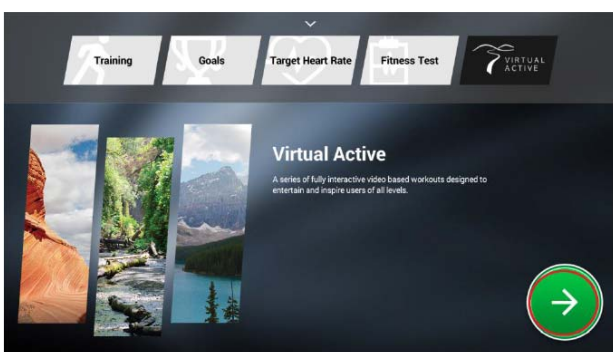 Training
Goals
Target Heart Rate
Fitness Test
VIRTUAL
ACTIVE
Virtual Active
A series of fully interactive video based workouts designed to
entertain and inspire users of all levels.